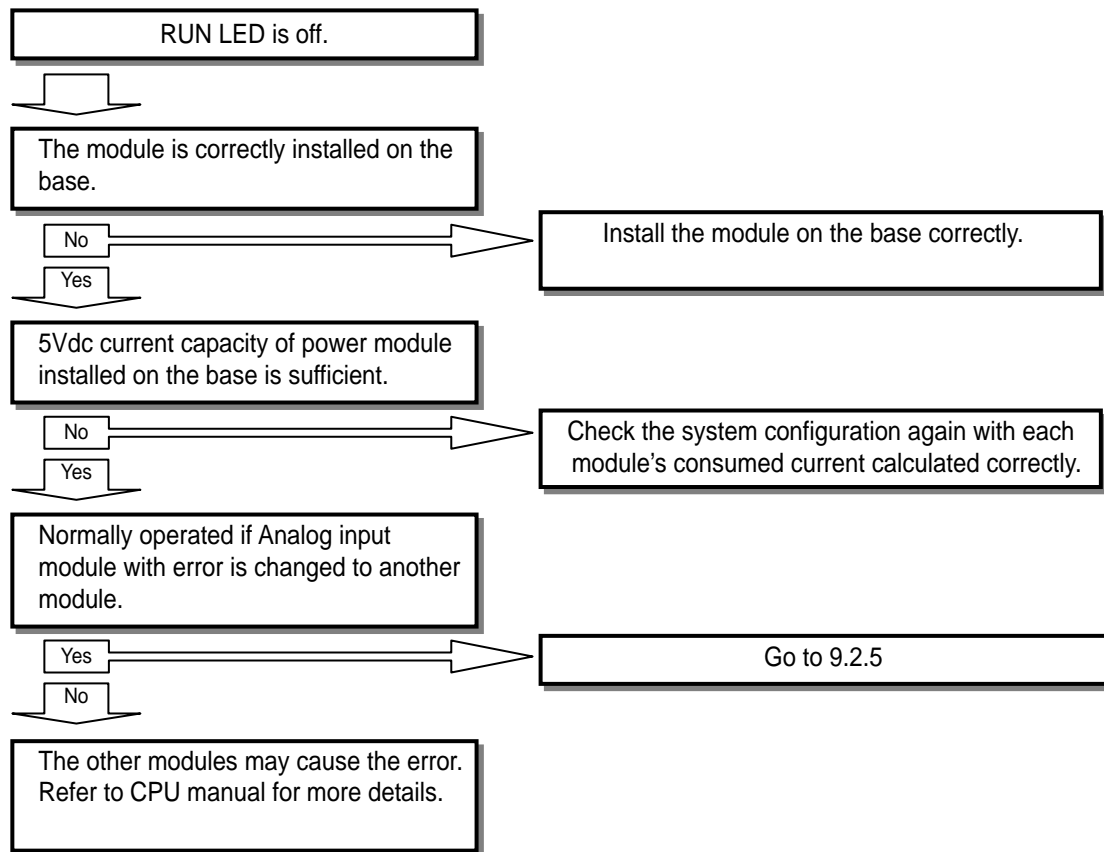 RUN LED is off.
The module is correctly installed on the
base.
No
Install the module on the base correctly.
Yes
5Vdc current capacity of power module
installed on the base is sufficient.
No
Check the system configuration again with each
module’s consumed current calculated correctly.
Yes
Normally operated if Analog input
module with error is changed to another
module.
Yes
Go to 9.2.5
No
The other modules may cause the error.
Refer to CPU manual for more details.